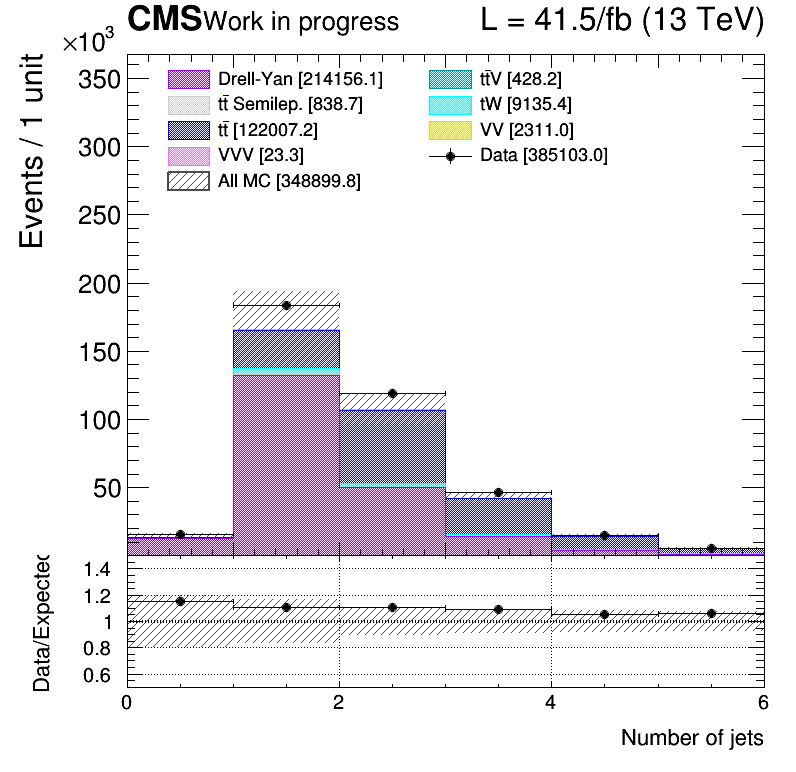 CMS Work in progress L = 41.5/fb (13 TeV)
×10³
Events / 1 unit
350
300
250
200
150
100
50
Drell-Yan [214156.1]
tt̄ Semilep. [838.7]
tt̄ [122007.2]
VVV [23.3]
All MC [348899.8]
tt̄V [428.2]
tW [9135.4]
VV [2311.0]
Data [385103.0]
Data/Expected
1.4
1.2
1
0.8
0.6
0 2 4 6
Number of jets